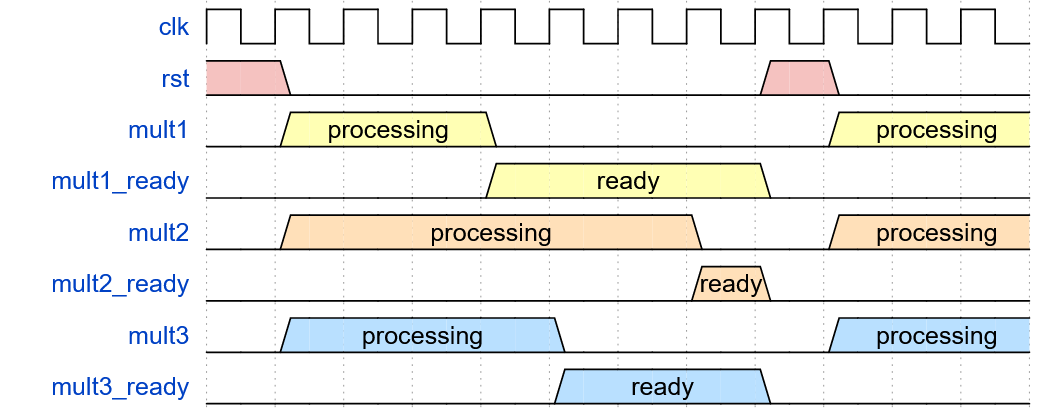 clk
rst
mult1 processing processing
mult1_ready ready
mult2 processing processing
mult2_ready ready
mult3 processing processing
mult3_ready ready